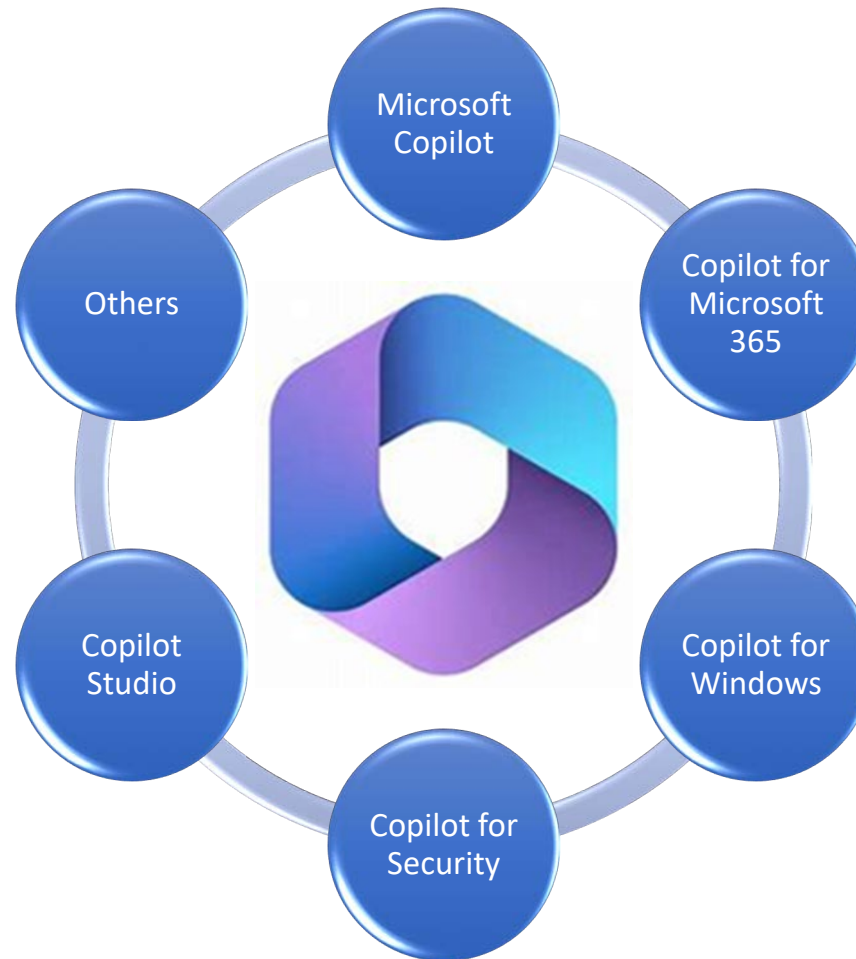 Microsoft
Copilot
Copilot for
Microsoft
365
Copilot for
Windows
Copilot for
Security
Copilot
Studio
Others